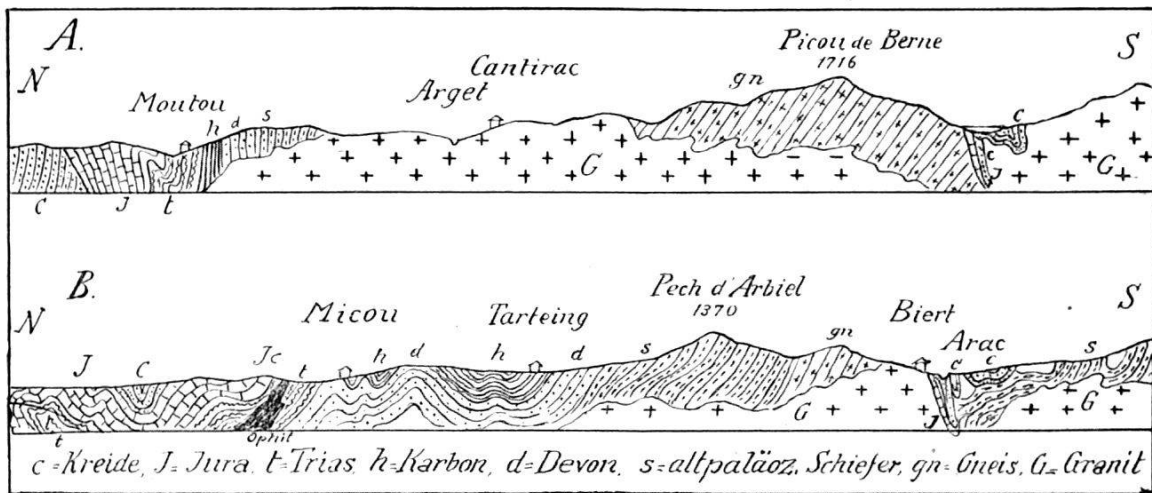 A.
N
Moutou
h d s
Arget
Cantirac
gn
Picou de Berne
1716
S
c
G
c
J
G
C J t
B.
N
J
C
Jc
t
Micou
h d
Tarteing
h d s
Pech d'Arbiel
1370
gn
Biert
Arac
c c
s
S
G
J
G
t
Ophit
c=Kreide, J=Jura, t=Trias, h=Karbon, d=Devon, s=altpaläoz. Schiefer, gn=Gneis, G=Granit